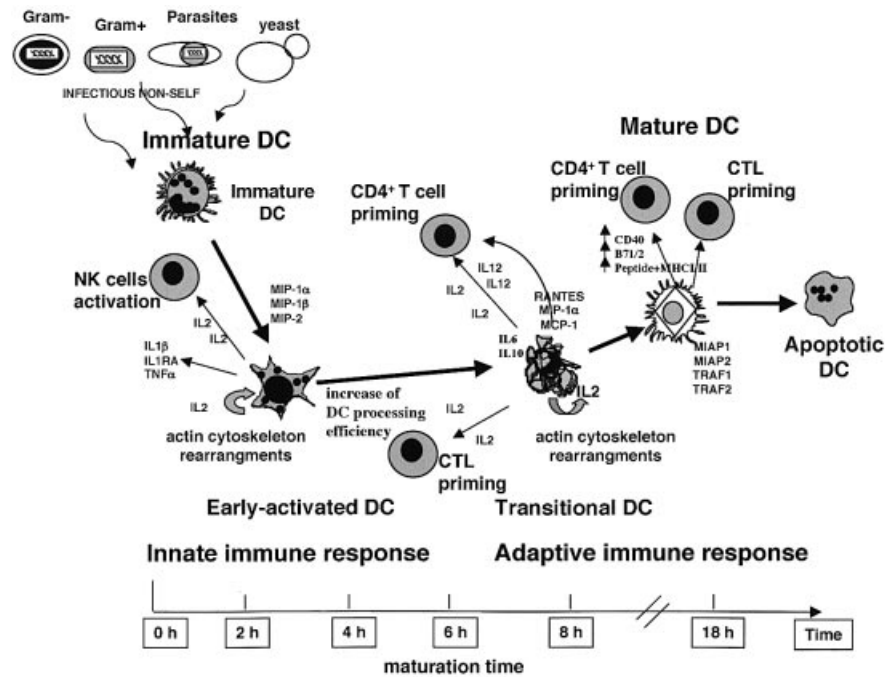 Gram-
Gram+
Parasites
yeast
INFECTIOUS NON-SELF
Immature DC
Immature
DC
NK cells
activation
MIP-1α
MIP-1β
MIP-2
IL2
IL2
IL1β
IL1RA
TNFα
IL2
actin cytoskeleton
rearrangments
increase of
DC processing
efficiency
CD4+ T cell
priming
IL12
IL12
IL2
IL2
RANTES
MIP-1α
MCP-1
IL6
IL10
IL2
IL2
IL2
CTL
priming
actin cytoskeleton
rearrangments
Mature DC
CD4+ T cell
priming
CTL
priming
CD40
B71/2
Peptide+MHCI/II
MIAP1
MIAP2
TRAF1
TRAF2
Apoptotic
DC
Early-activated DC
Transitional DC
Innate immune response
Adaptive immune response
0 h
2 h
4 h
6 h
8 h
18 h
Time
maturation time